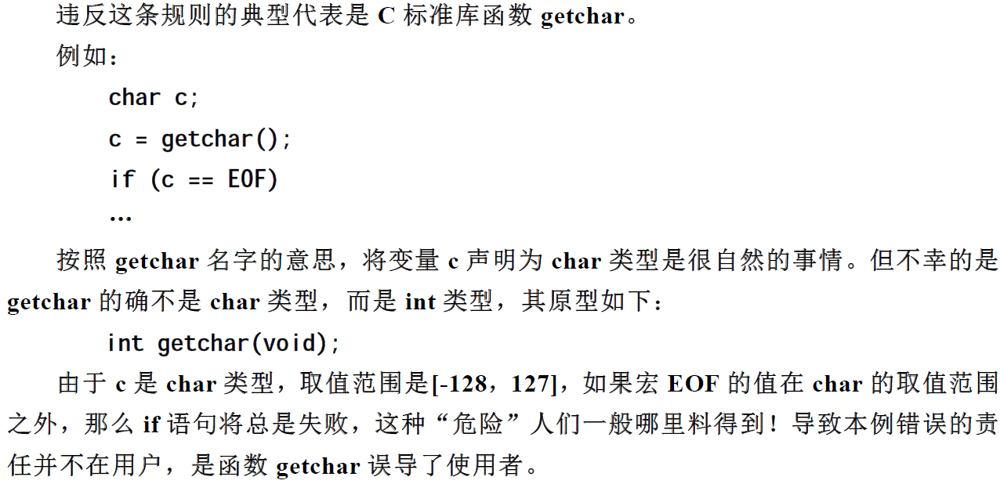 违反这条规则的典型代表是 C 标准库函数 getchar。
例如：
char c;
c = getchar();
if (c == EOF)
…
按照 getchar 名字的意思，将变量 c 声明为 char 类型是很自然的事情。但不幸的是
getchar 的确不是 char 类型，而是 int 类型，其原型如下：
int getchar(void);
由于 c 是 char 类型，取值范围是[-128，127]，如果宏 EOF 的值在 char 的取值范围
之外，那么 if 语句将总是失败，这种“危险”人们一般哪里料得到！导致本例错误的责
任并不在用户，是函数 getchar 误导了使用者。